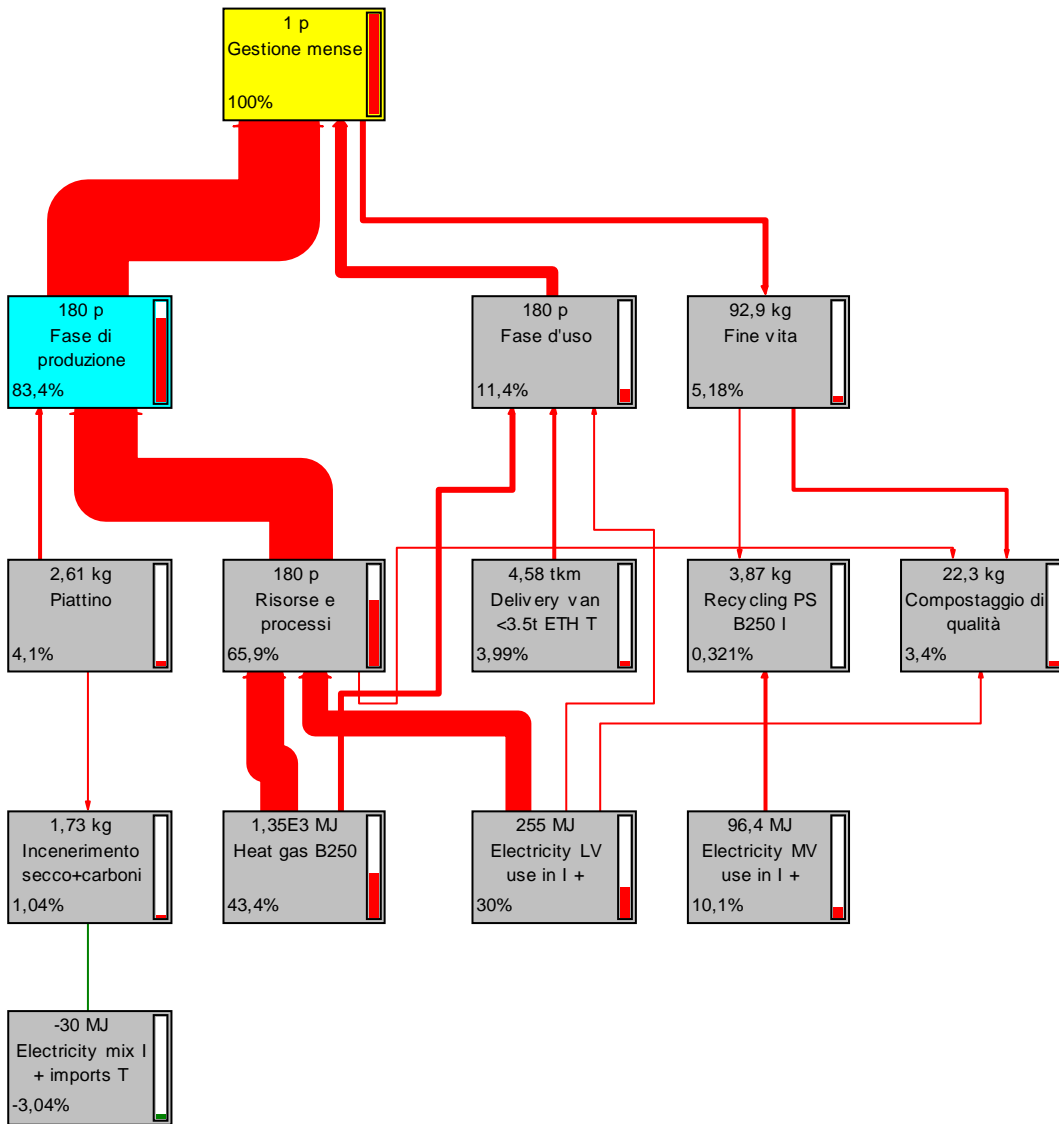 1 p
Gestione mense
100%
180 p
Fase di
produzione
83,4%
180 p
Fase d'uso
11,4%
92,9 kg
Fine vita
5,18%
2,61 kg
Piattino
4,1%
180 p
Risorse e
processi
65,9%
4,58 tkm
Delivery van
<3.5t ETH T
3,99%
3,87 kg
Recycling PS
B250 I
0,321%
22,3 kg
Compostaggio di
qualità
3,4%
1,73 kg
Incenerimento
secco+carboni
1,04%
1,35E3 MJ
Heat gas B250
43,4%
255 MJ
Electricity LV
use in I +
30%
96,4 MJ
Electricity MV
use in I +
10,1%
-30 MJ
Electricity mix I
+ imports T
-3,04%